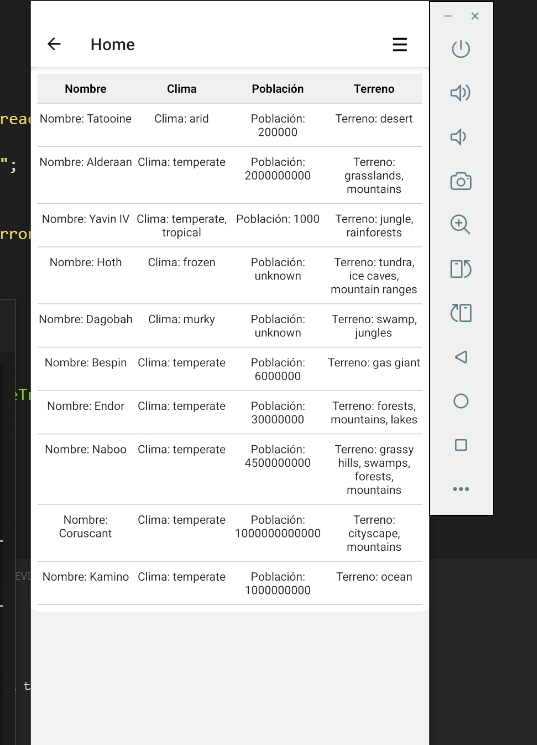 Home
Nombre Clima Población Terreno
Nombre: Tatooine Clima: arid Población: Terreno: desert
200000
Nombre: Alderaan Clima: temperate Población: Terreno:
2000000000 grasslands,
mountains
Nombre: Yavin IV Clima: temperate, Población: 1000 Terreno: jungle,
tropical rainforests
Nombre: Hoth Clima: frozen Población: Terreno: tundra,
unknown ice caves,
mountain ranges
Nombre: Dagobah Clima: murky Población: Terreno: swamp,
unknown jungles
Nombre: Bespin Clima: temperate Población: Terreno: gas giant
6000000
Nombre: Endor Clima: temperate Población: Terreno: forests,
30000000 mountains, lakes
Nombre: Naboo Clima: temperate Población: Terreno: grassy
4500000000 hills, swamps,
forests,
mountains
Nombre: Clima: temperate Población: Terreno:
Coruscant 1000000000000 cityscape,
mountains
Nombre: Kamino Clima: temperate Población: Terreno: ocean
1000000000